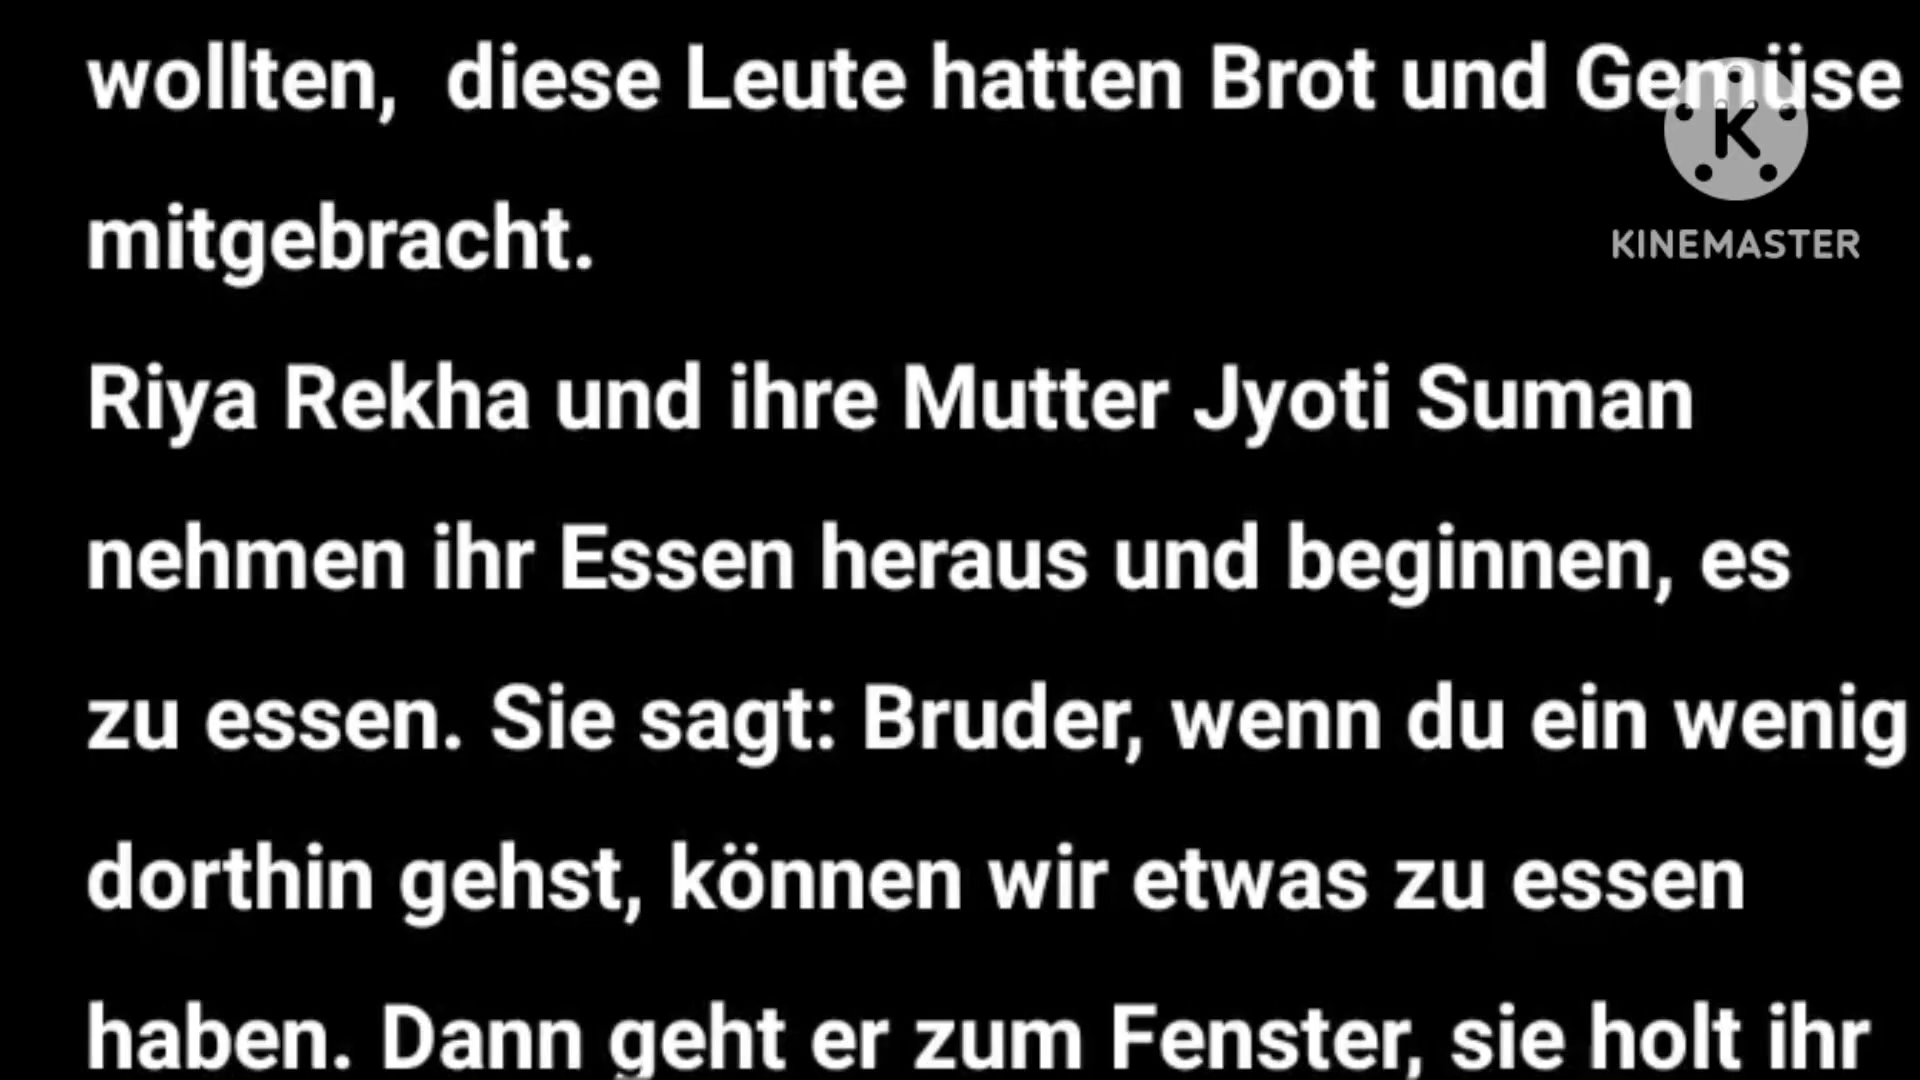 wollten,  diese Leute hatten Brot und Gemüse
K
KINEMASTER
mitgebracht.
Riya Rekha und ihre Mutter Jyoti Suman
nehmen ihr Essen heraus und beginnen, es
zu essen. Sie sagt: Bruder, wenn du ein wenig
dorthin gehst, können wir etwas zu essen
haben. Dann geht er zum Fenster, sie holt ihr